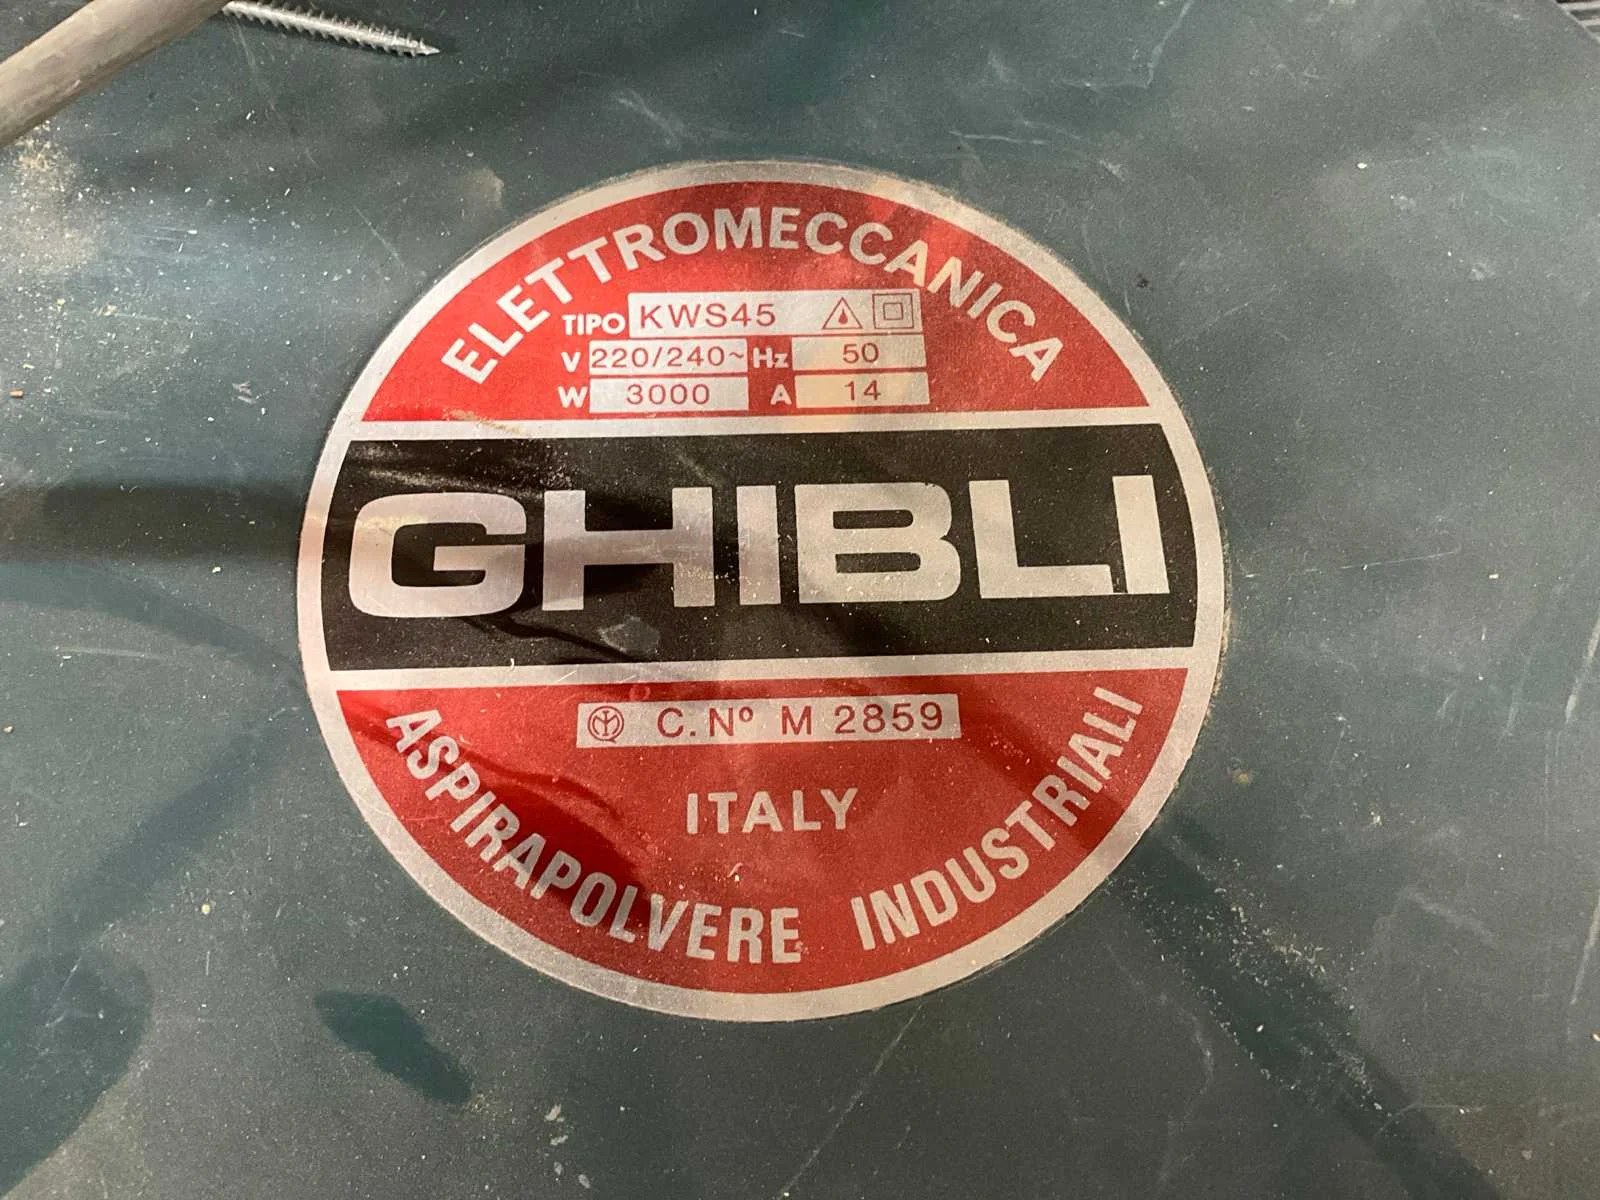 ELETTROMECCANICA
TIPO KWS45
V 220/240~ Hz 50
W 3000 A 14
GHIBLI
C. Nº M 2859
ITALY
ASPIRAPOLVERE INDUSTRIALI